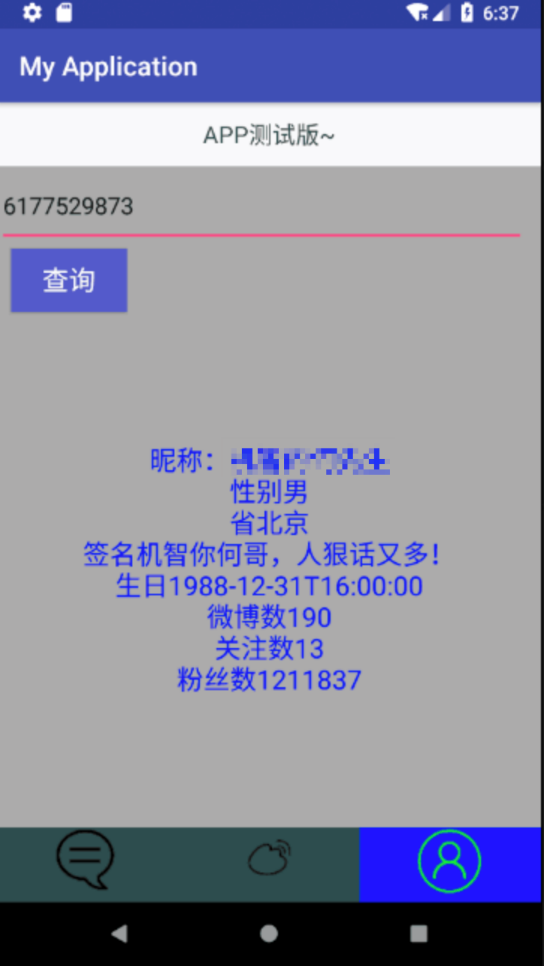 6:37
My Application
APP测试版~
6177529873
查询
昵称：
性别男
省北京
签名机智你何哥，人狠话又多！
生日1988-12-31T16:00:00
微博数190
关注数13
粉丝数1211837